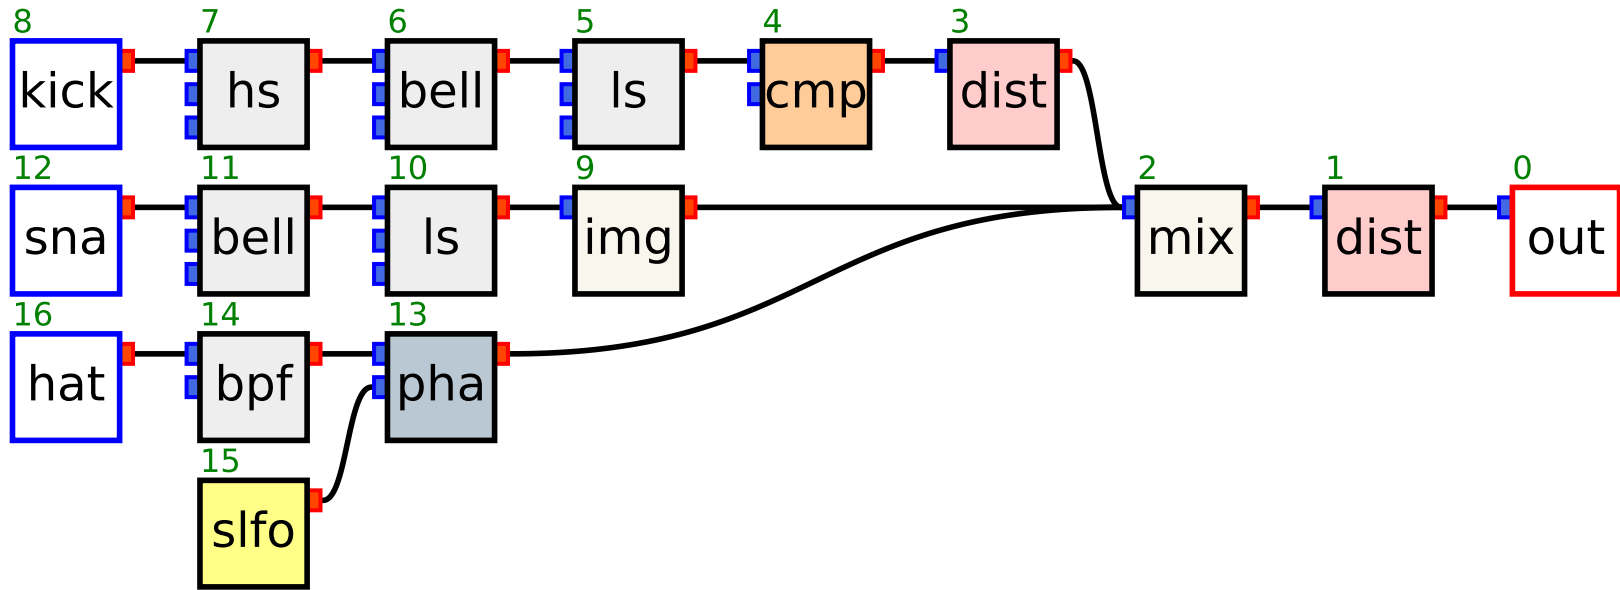 8 7 6 5 4 3
kick hs bell ls cmp dist
12 11 10 9 2 1 0
sna bell ls img mix dist out
16 14 13
hat bpf pha
15
slfo